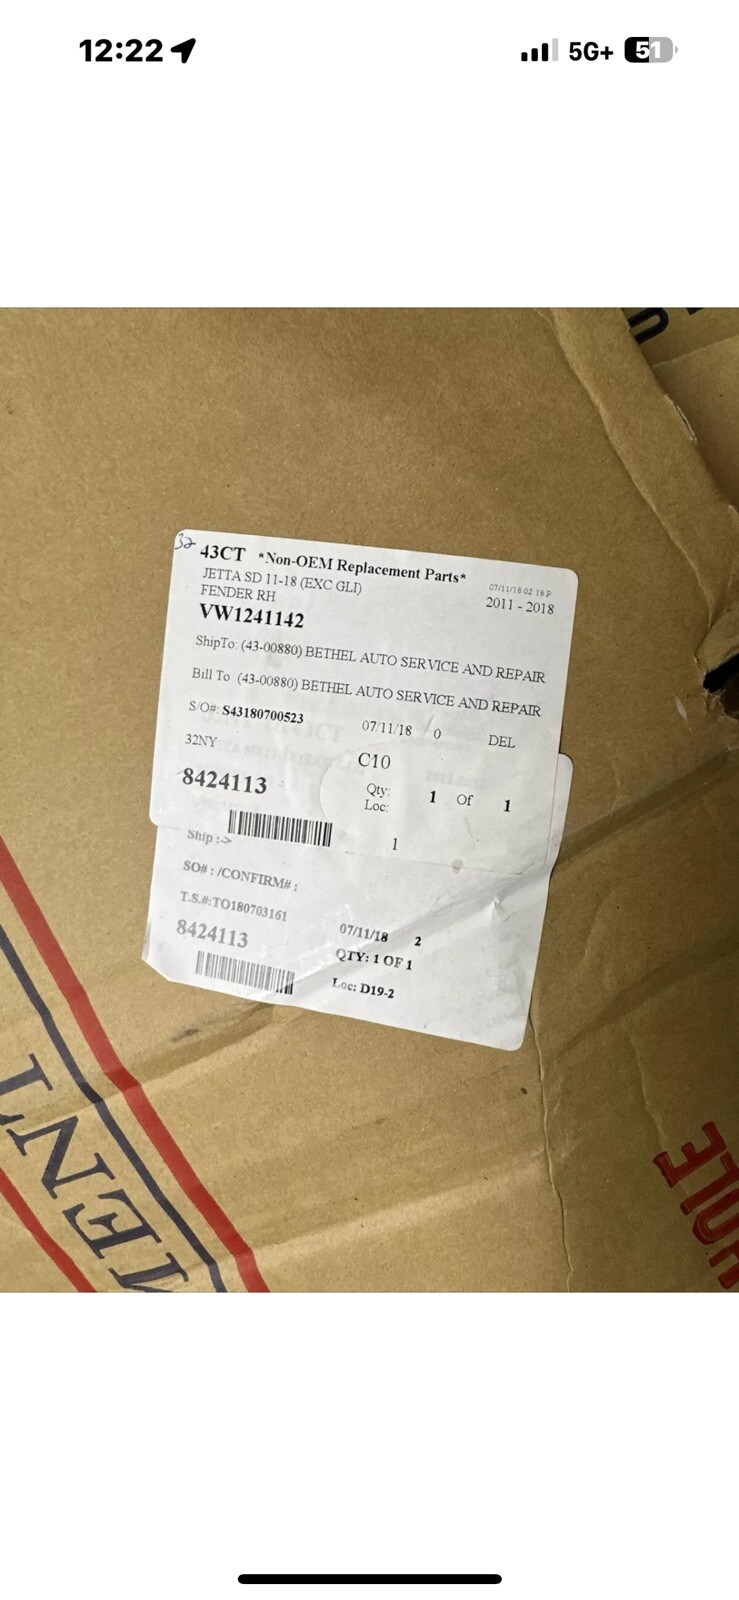 12:22
5G+
51
32
43CT *Non-OEM Replacement Parts*
07/11/18 02 18 P
JETTA SD 11-18 (EXC GLI)
2011 - 2018
FENDER RH
VW1241142
ShipTo: (43-00880) BETHEL AUTO SERVICE AND REPAIR
Bill To (43-00880) BETHEL AUTO SERVICE AND REPAIR
S/O#: S43180700523 07/11/18 0 DEL
32NY C10
8424113
Qty: 1 Of 1
Loc:
1
Ship :->
SO# : /CONFIRM# :
T.S.#:TO180703161
07/11/18 2
8424113
QTY: 1 OF 1
Loc: D19-2
MENT